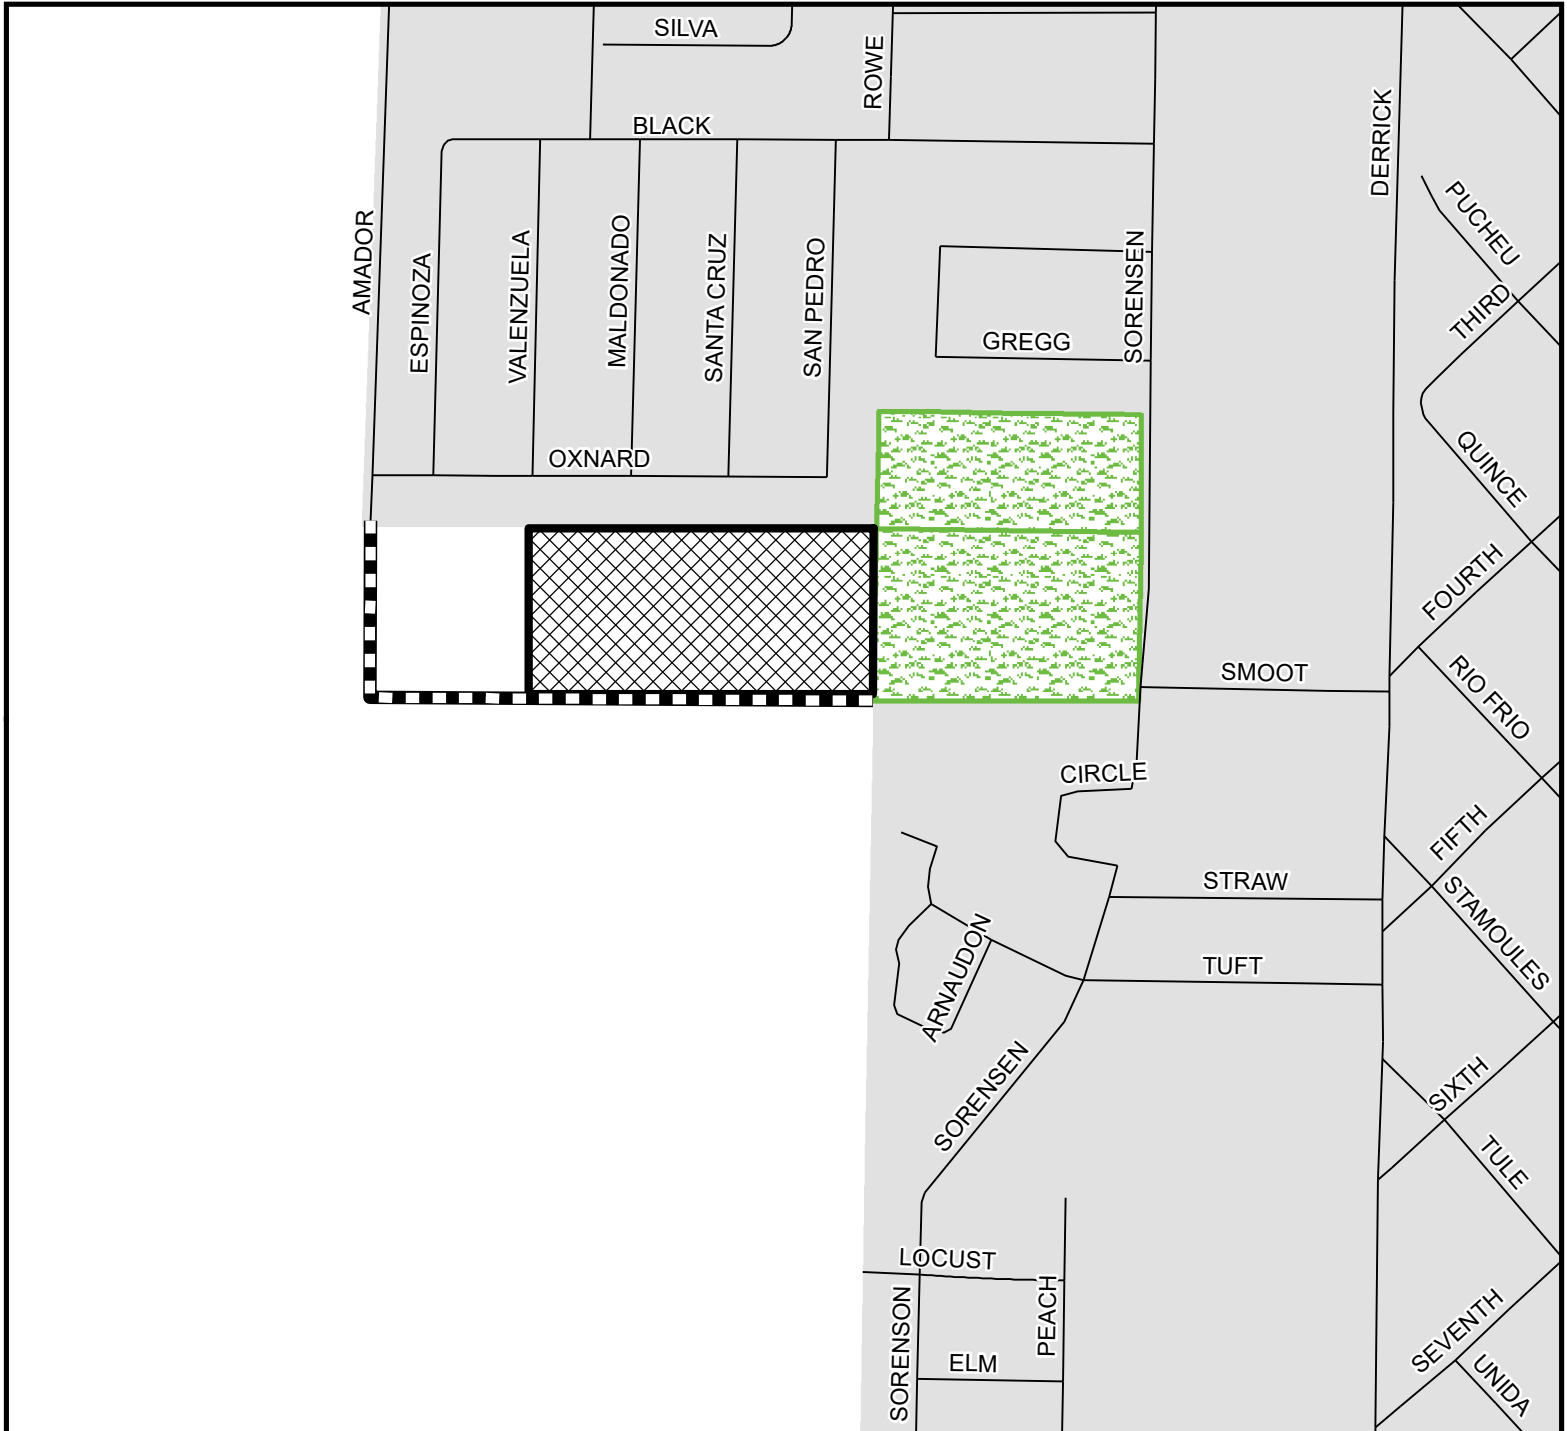 SILVA
ROWE
BLACK
DERRICK
AMADOR
ESPINOZA
VALENZUELA
MALDONADO
SANTA CRUZ
SAN PEDRO
SORENSEN
PUCHEU
THIRD
GREGG
OXNARD
QUINCE
FOURTH
SMOOT
RIO FRIO
CIRCLE
FIFTH
STRAW
STAMOULES
ARNAUDON
TUFT
SORENSEN
SIXTH
TULE
LOCUST
SORENSON
PEACH
ELM
SEVENTH
UNIDA